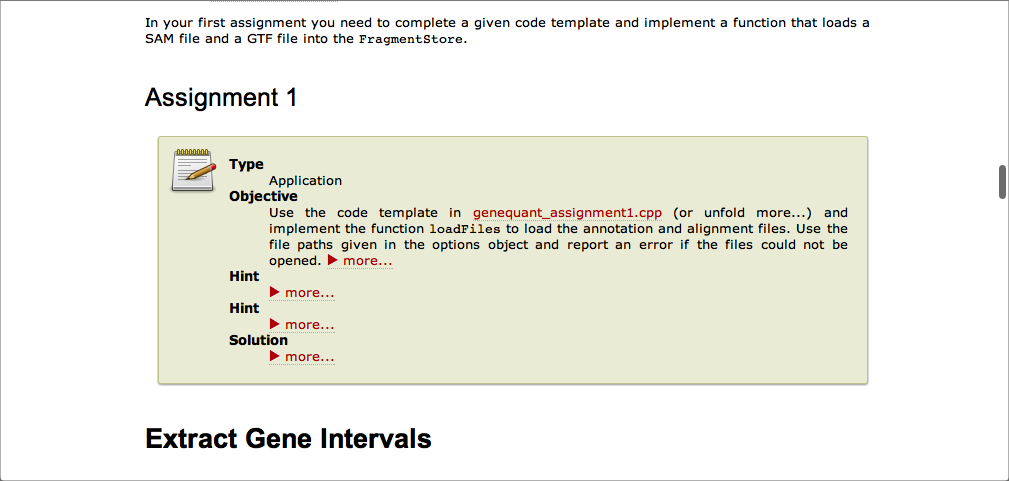 In your first assignment you need to complete a given code template and implement a function that loads a
SAM file and a GTF file into the FragmentStore.
Assignment 1
Type
Application
Objective
Use the code template in genequant_assignment1.cpp (or unfold more...) and
implement the function loadFiles to load the annotation and alignment files. Use the
file paths given in the options object and report an error if the files could not be
opened. ▶ more...
Hint
▶ more...
Hint
▶ more...
Solution
▶ more...
Extract Gene Intervals